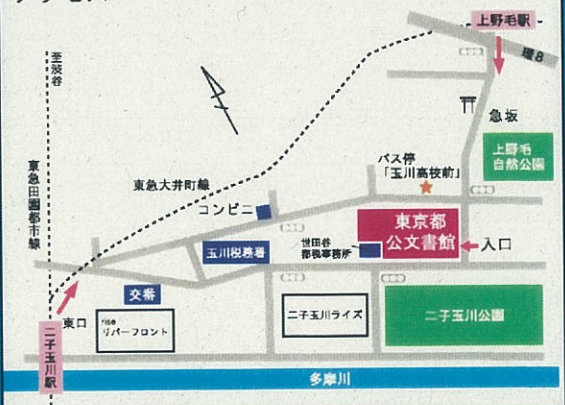 上野毛駅
環8
至渋谷
急坂
上野毛
自然公園
バス停
「玉川高校前」
東急大井町線
東急田園都市線
コンビニ
東京都
公文書館
入口
玉川税務署
世田谷
都税事務所
交番
東口
rise
リバーフロント
二子玉川ライズ
二子玉川公園
二子玉川駅
多摩川